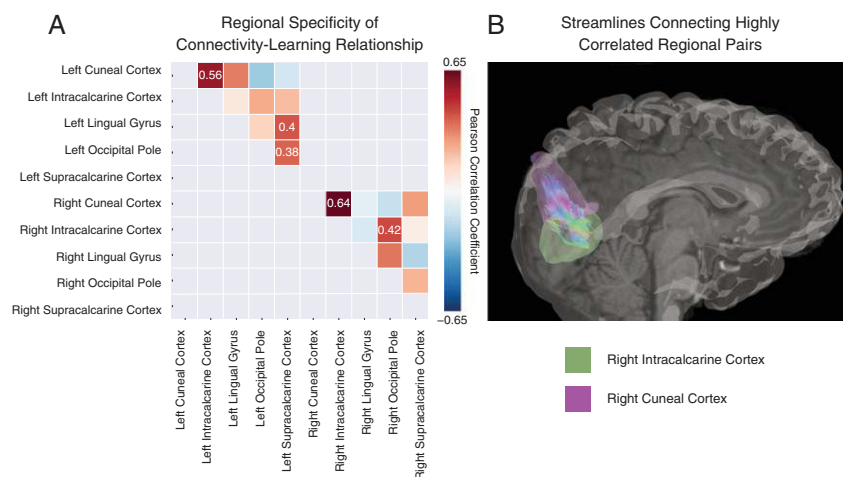 A
Regional Specificity of
Connectivity-Learning Relationship
Left Cuneal Cortex
Left Intracalcarine Cortex
Left Lingual Gyrus
Left Occipital Pole
Left Supracalcarine Cortex
Right Cuneal Cortex
Right Intracalcarine Cortex
Right Lingual Gyrus
Right Occipital Pole
Right Supracalcarine Cortex
0.56
0.4
0.38
0.64
0.42
Left Cuneal Cortex
Left Intracalcarine Cortex
Left Lingual Gyrus
Left Occipital Pole
Left Supracalcarine Cortex
Right Cuneal Cortex
Right Intracalcarine Cortex
Right Lingual Gyrus
Right Occipital Pole
Right Supracalcarine Cortex
0.65
Pearson Correlation Coefficient
−0.65
B
Streamlines Connecting Highly
Correlated Regional Pairs
Right Intracalcarine Cortex
Right Cuneal Cortex